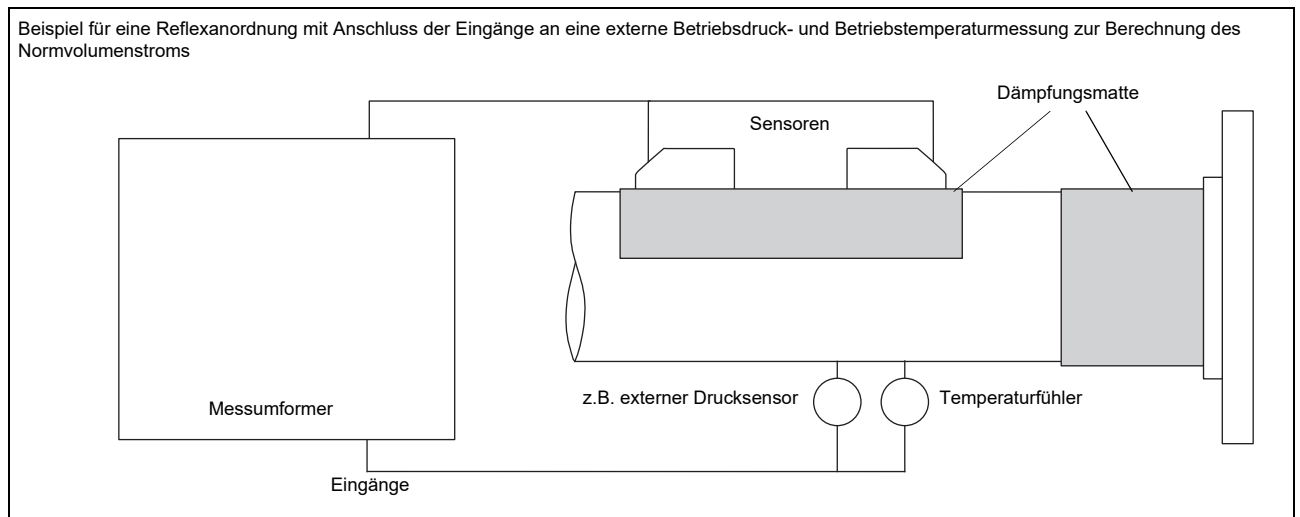 Beispiel für eine Reflexanordnung mit Anschluss der Eingänge an eine externe Betriebsdruck- und Betriebstemperaturmessung zur Berechnung des
Normvolumenstroms
Dämpfungsmatte
Sensoren
z.B. externer Drucksensor
Temperaturfühler
Messumformer
Eingänge